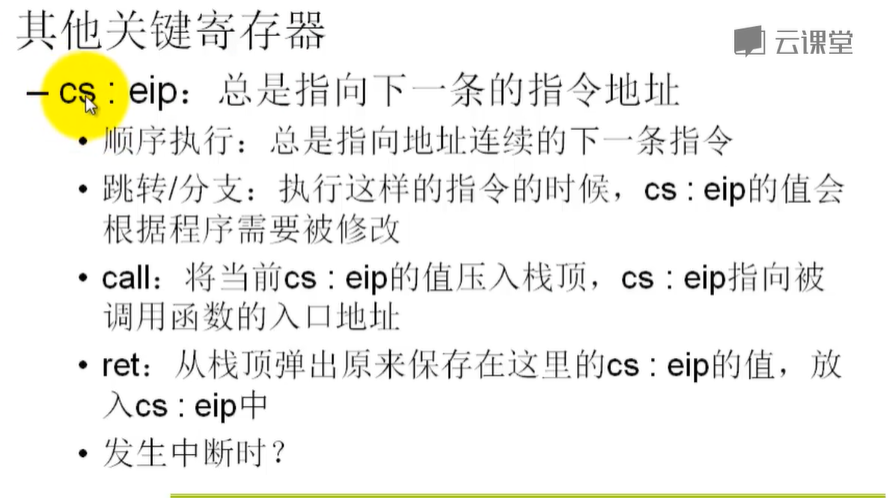 其他关键寄存器
云课堂
– cs : eip：总是指向下一条的指令地址
• 顺序执行：总是指向地址连续的下一条指令
• 跳转/分支：执行这样的指令的时候，cs : eip的值会
根据程序需要被修改
• call：将当前cs : eip的值压入栈顶，cs : eip指向被
调用函数的入口地址
• ret：从栈顶弹出原来保存在这里的cs : eip的值，放
入cs : eip中
• 发生中断时？